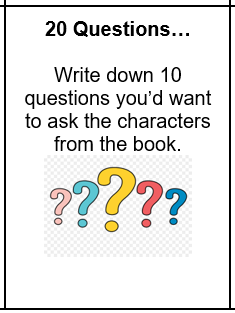 20 Questions…
Write down 10
questions you’d want
to ask the characters
from the book.
?????